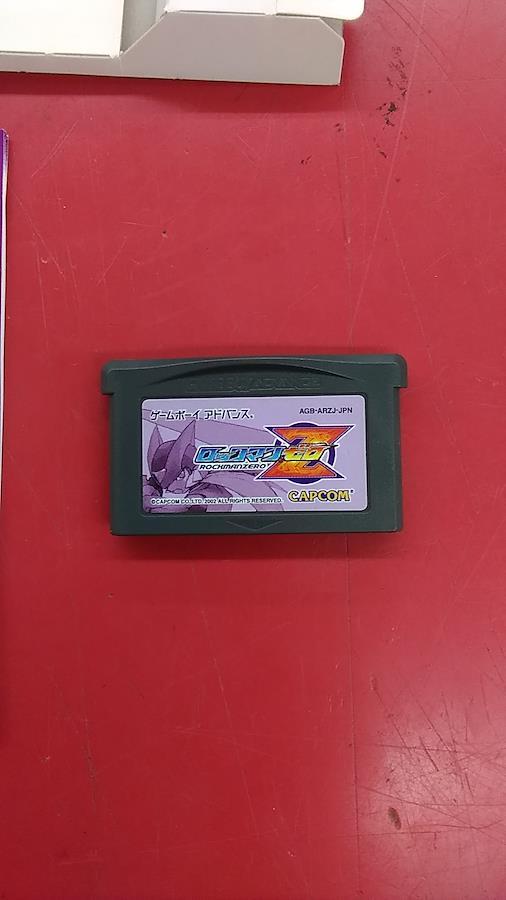 GAME BOY ADVANCE
ゲームボーイ アドバンス®
AGB-ARZJ-JPN
ロックマンゼロ
ROCKMANZERO
CAPCOM®
©CAPCOM CO.,LTD. 2002 ALL RIGHTS RESERVED.